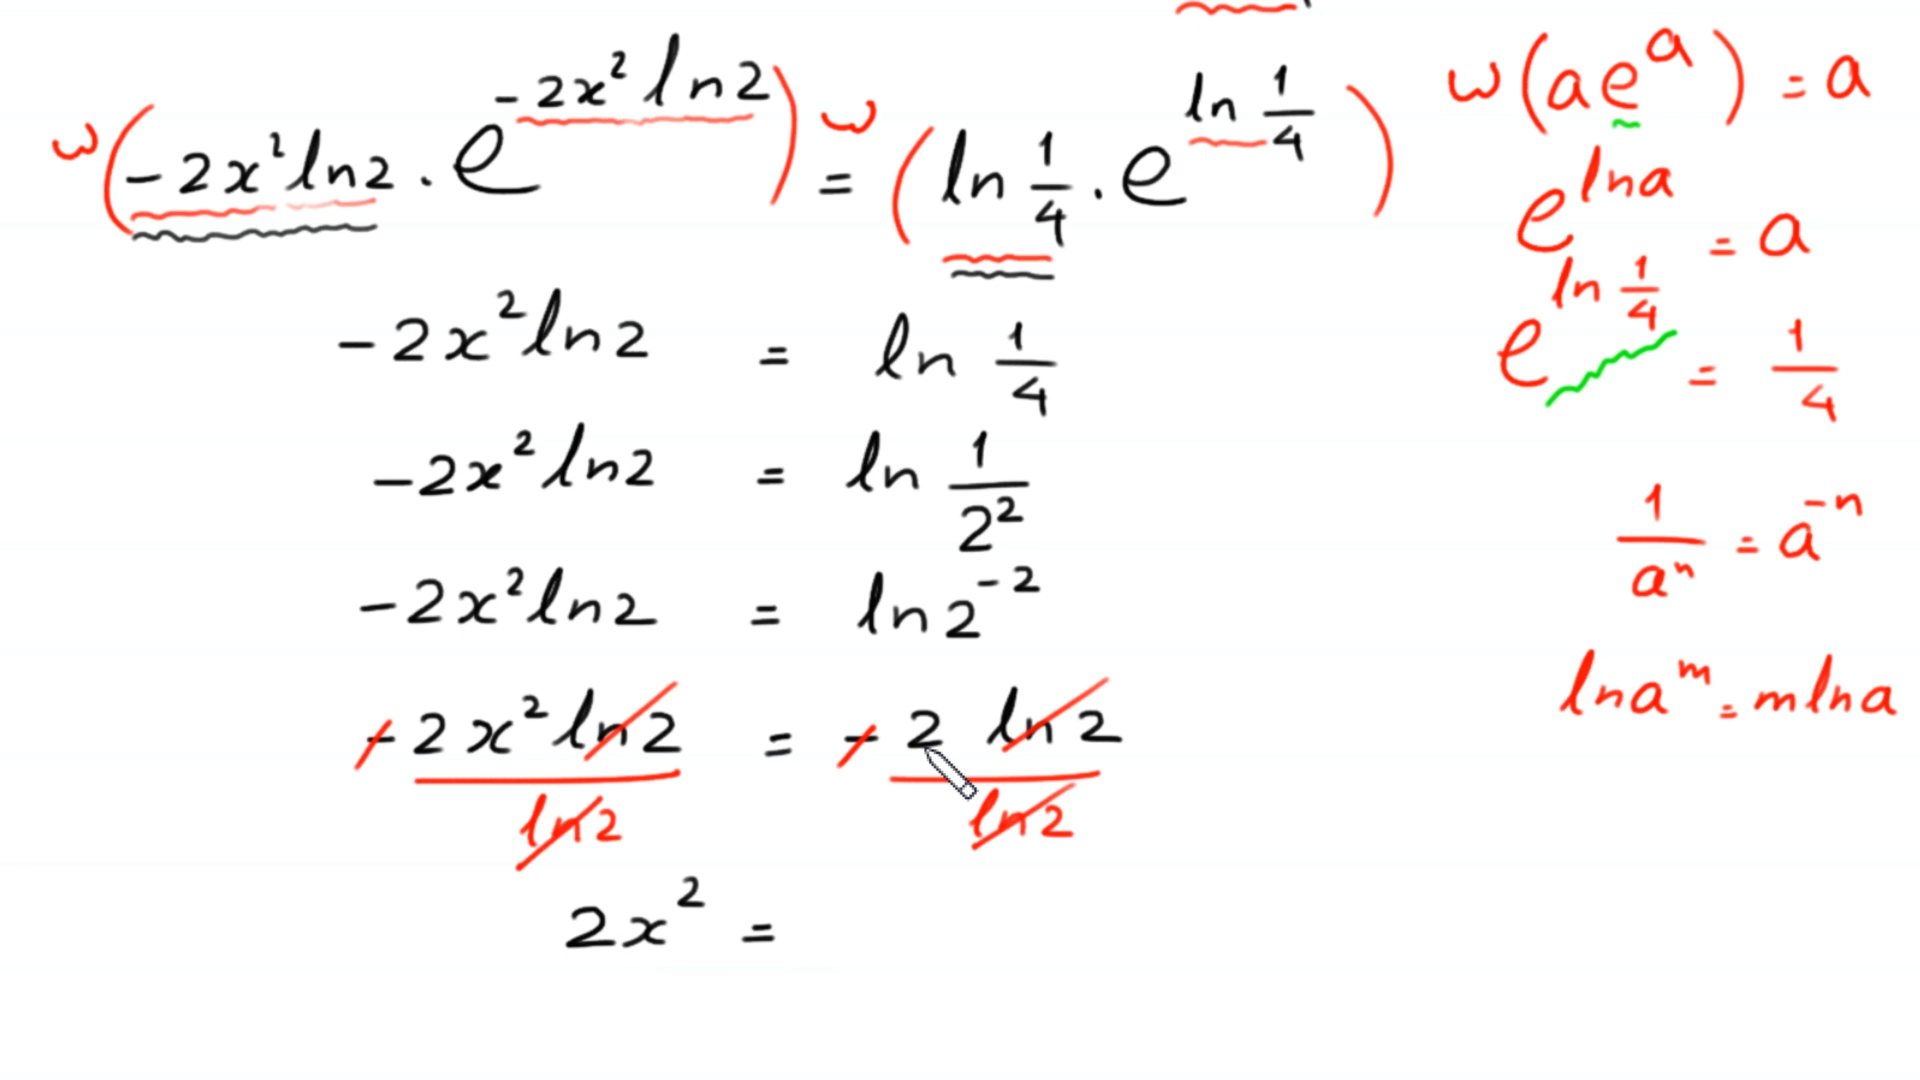 W(-2x²ln2 · e^(-2x²ln2)) = W(ln 1/4 · e^(ln 1/4))
-2x²ln2 = ln 1/4
-2x²ln2 = ln 1/2²
-2x²ln2 = ln2⁻²
-2x²ln2/ln2 = -2 ln2/ln2
2x² =
W(ae^a) = a
e^(lna) = a
e^(ln 1/4) = 1/4
1/aⁿ = a⁻ⁿ
lna^m = mlna